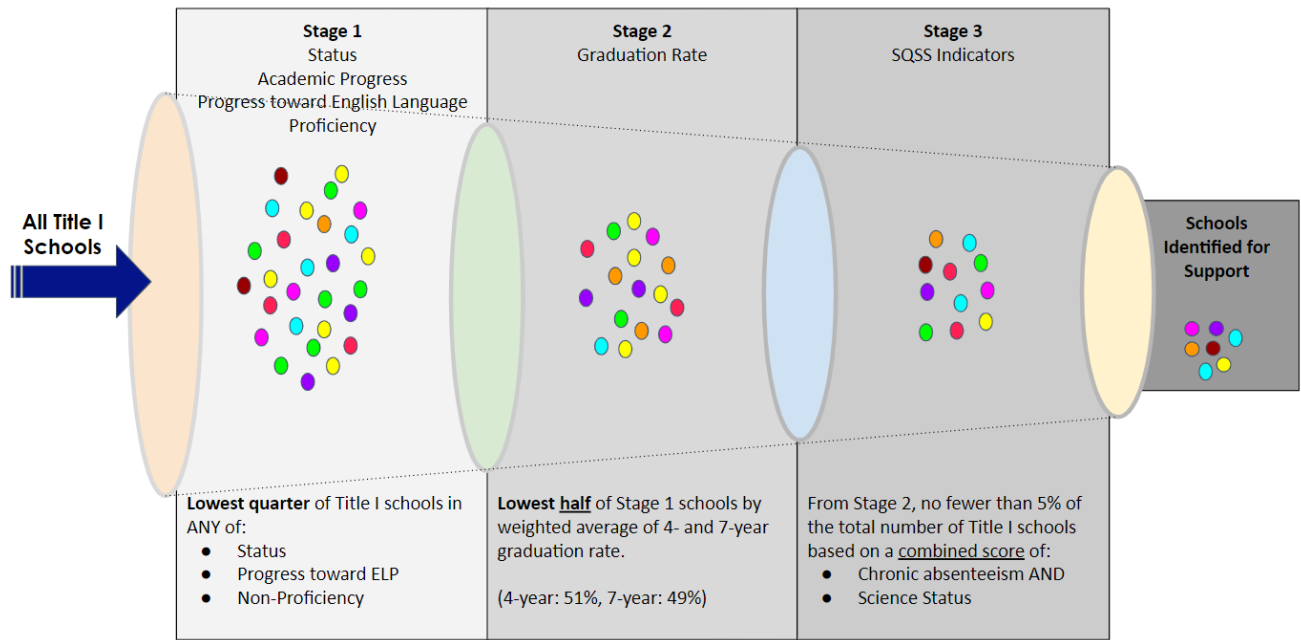 Stage 1
Status
Academic Progress
Progress toward English Language
Proficiency
Stage 2
Graduation Rate
Stage 3
SQSS Indicators
All Title I
Schools
Schools
Identified for
Support
Lowest quarter of Title I schools in
ANY of:
● Status
● Progress toward ELP
● Non-Proficiency
Lowest half of Stage 1 schools by
weighted average of 4- and 7-year
graduation rate.
(4-year: 51%, 7-year: 49%)
From Stage 2, no fewer than 5% of
the total number of Title I schools
based on a combined score of:
● Chronic absenteeism AND
● Science Status